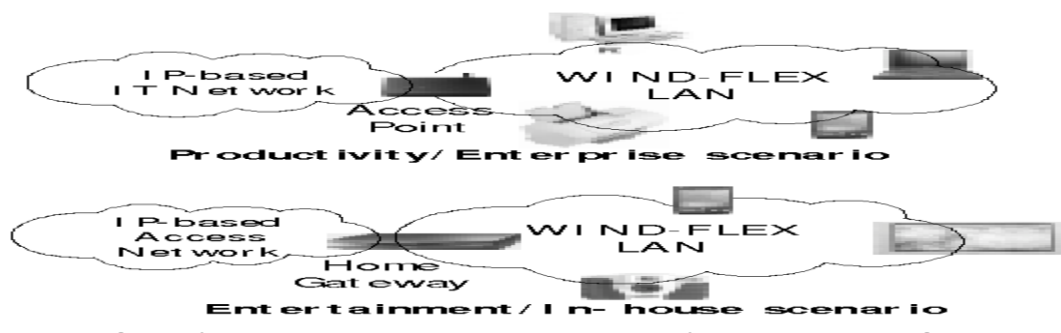 IP-based
IT Network
WIND-FLEX
LAN
Access
Point
Productivity/Enterprise scenario
IP-based
Access
Network
WIND-FLEX
LAN
Home
Gateway
Entertainment/In-house scenario